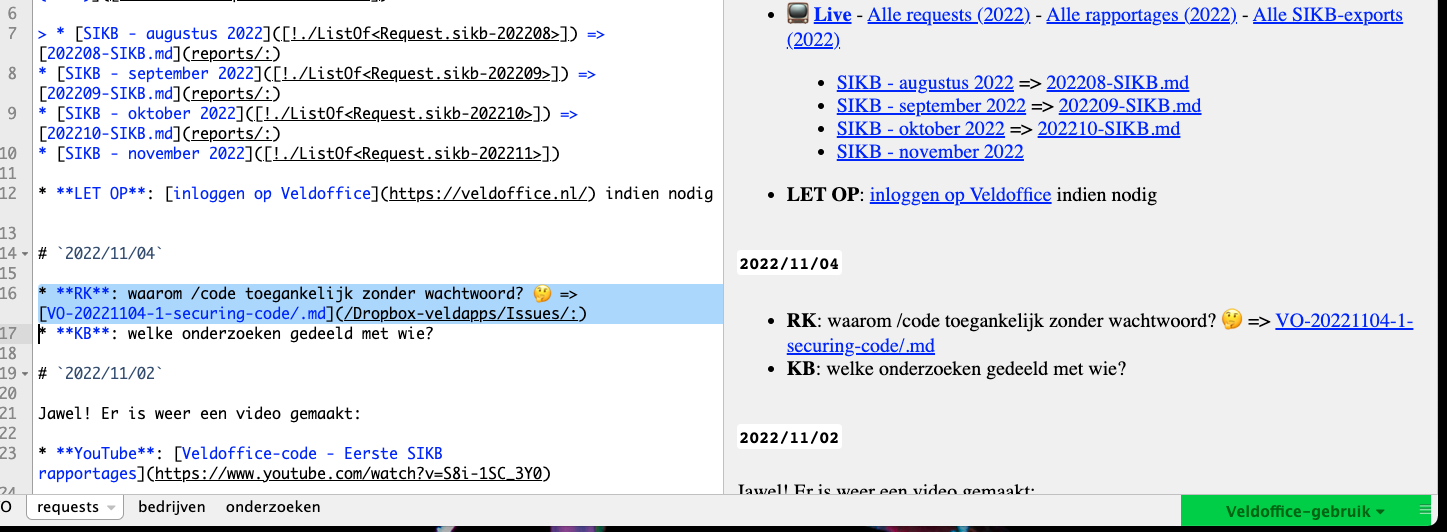 6
7 > * [SIKB - augustus 2022]([!./ListOf<Request.sikb-202208>]) =>
[202208-SIKB.md](reports/:)
8 * [SIKB - september 2022]([!./ListOf<Request.sikb-202209>]) =>
[202209-SIKB.md](reports/:)
9 * [SIKB - oktober 2022]([!./ListOf<Request.sikb-202210>]) =>
[202210-SIKB.md](reports/:)
10 * [SIKB - november 2022]([!./ListOf<Request.sikb-202211>])
11
12 * **LET OP**: [inloggen op Veldoffice](https://veldoffice.nl/) indien nodig
13
14 # `2022/11/04`
15
16 * **RK**: waarom /code toegankelijk zonder wachtwoord? 🤔 =>
[VO-20221104-1-securing-code/.md](/Dropbox-veldapps/Issues/:)
17 * **KB**: welke onderzoeken gedeeld met wie?
18
19 # `2022/11/02`
20
21 Jawel! Er is weer een video gemaakt:
22
23 * **YouTube**: [Veldoffice-code - Eerste SIKB
rapportages](https://www.youtube.com/watch?v=S8i-1SC_3Y0)
24
• 📺 Live - Alle requests (2022) - Alle rapportages (2022) - Alle SIKB-exports
(2022)
• SIKB - augustus 2022 => 202208-SIKB.md
• SIKB - september 2022 => 202209-SIKB.md
• SIKB - oktober 2022 => 202210-SIKB.md
• SIKB - november 2022
• LET OP: inloggen op Veldoffice indien nodig
2022/11/04
• RK: waarom /code toegankelijk zonder wachtwoord? 🤔 => VO-20221104-1-
securing-code/.md
• KB: welke onderzoeken gedeeld met wie?
2022/11/02
Jawel! Er is weer een video gemaakt:
O requests bedrijven onderzoeken
Veldoffice-gebruik